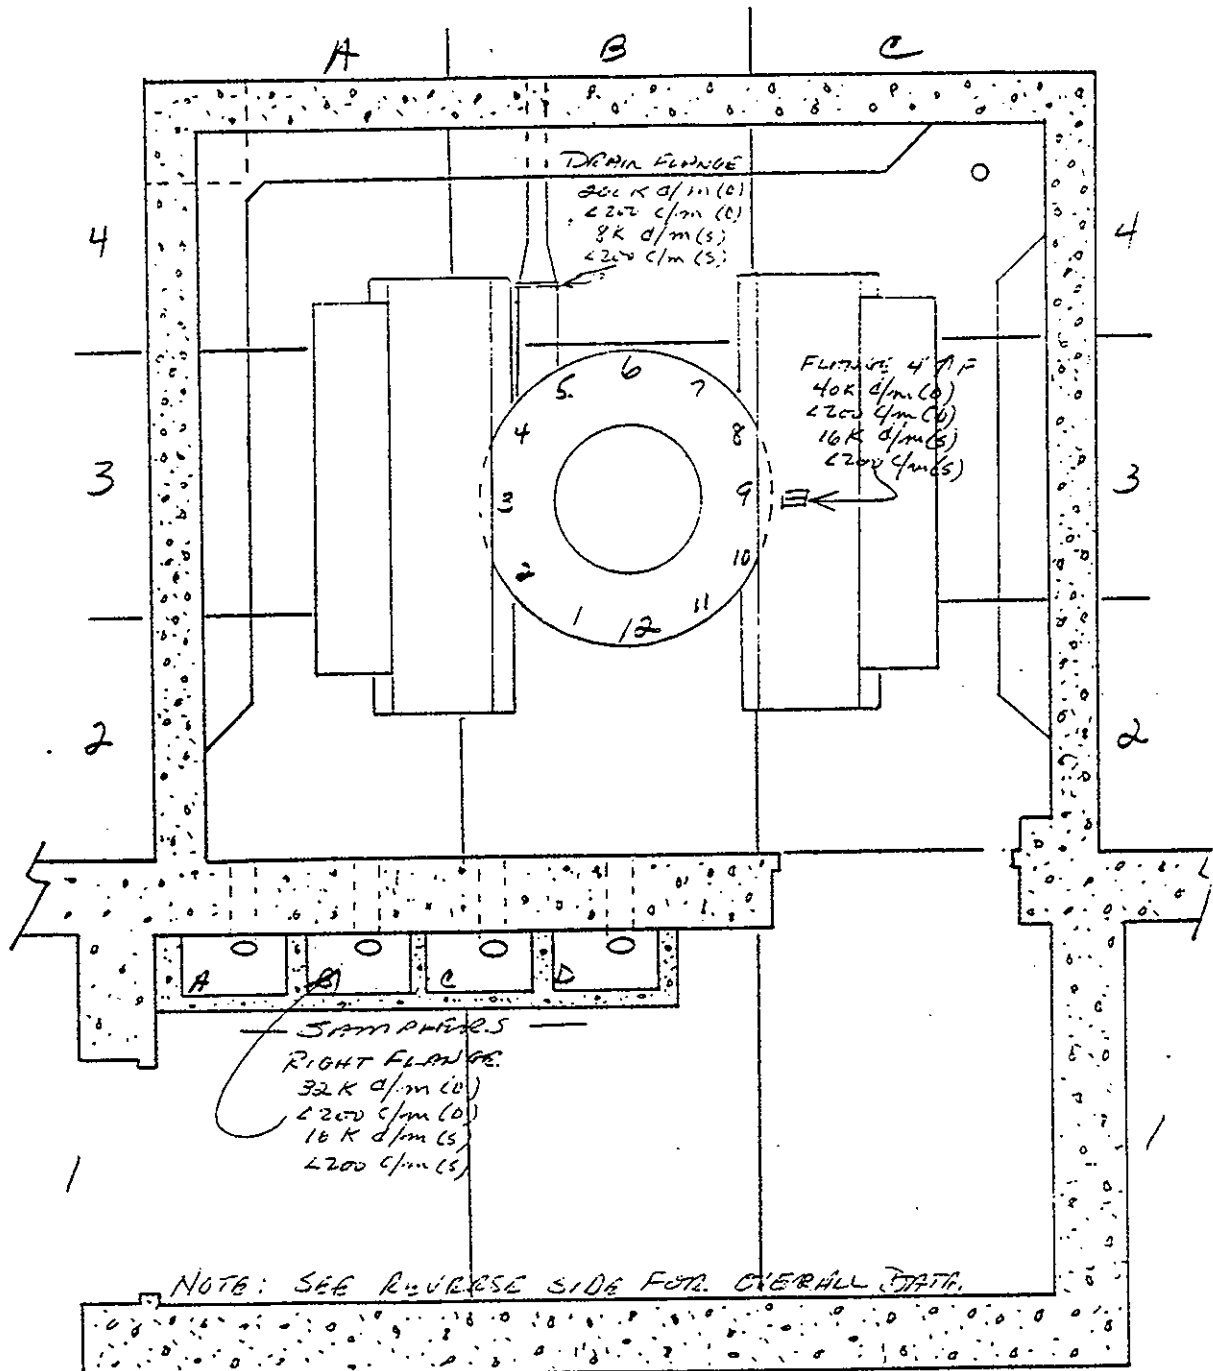 A B C
DRAIN FLANGE
200 K d/m (D)
<200 c/m (D)
8K d/m (S)
<200 c/m (S)
4 4
FLANGE 4' ↑ F
40K d/m (D)
<200 c/m (D)
16K d/m (S)
<200 c/m (S)
6
5 7
4 8
3 3 9 3
2 10
1 11
12
2 2
A B C D
SAMPLERS
RIGHT FLANGE
32K d/m (D)
<200 c/m (D)
16K d/m (S)
<200 c/m (S)
1 1
NOTE: SEE REVERSE SIDE FOR OVERALL DATA.